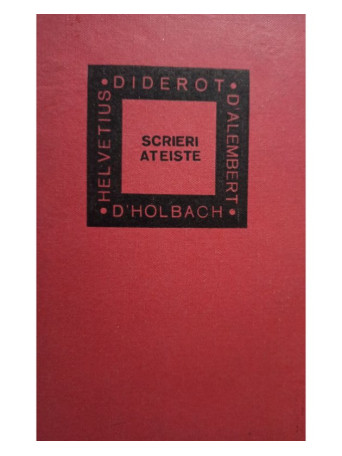 DIDEROT
D'ALEMBERT
D'HOLBACH
HELVETIUS
SCRIERI
ATEISTE